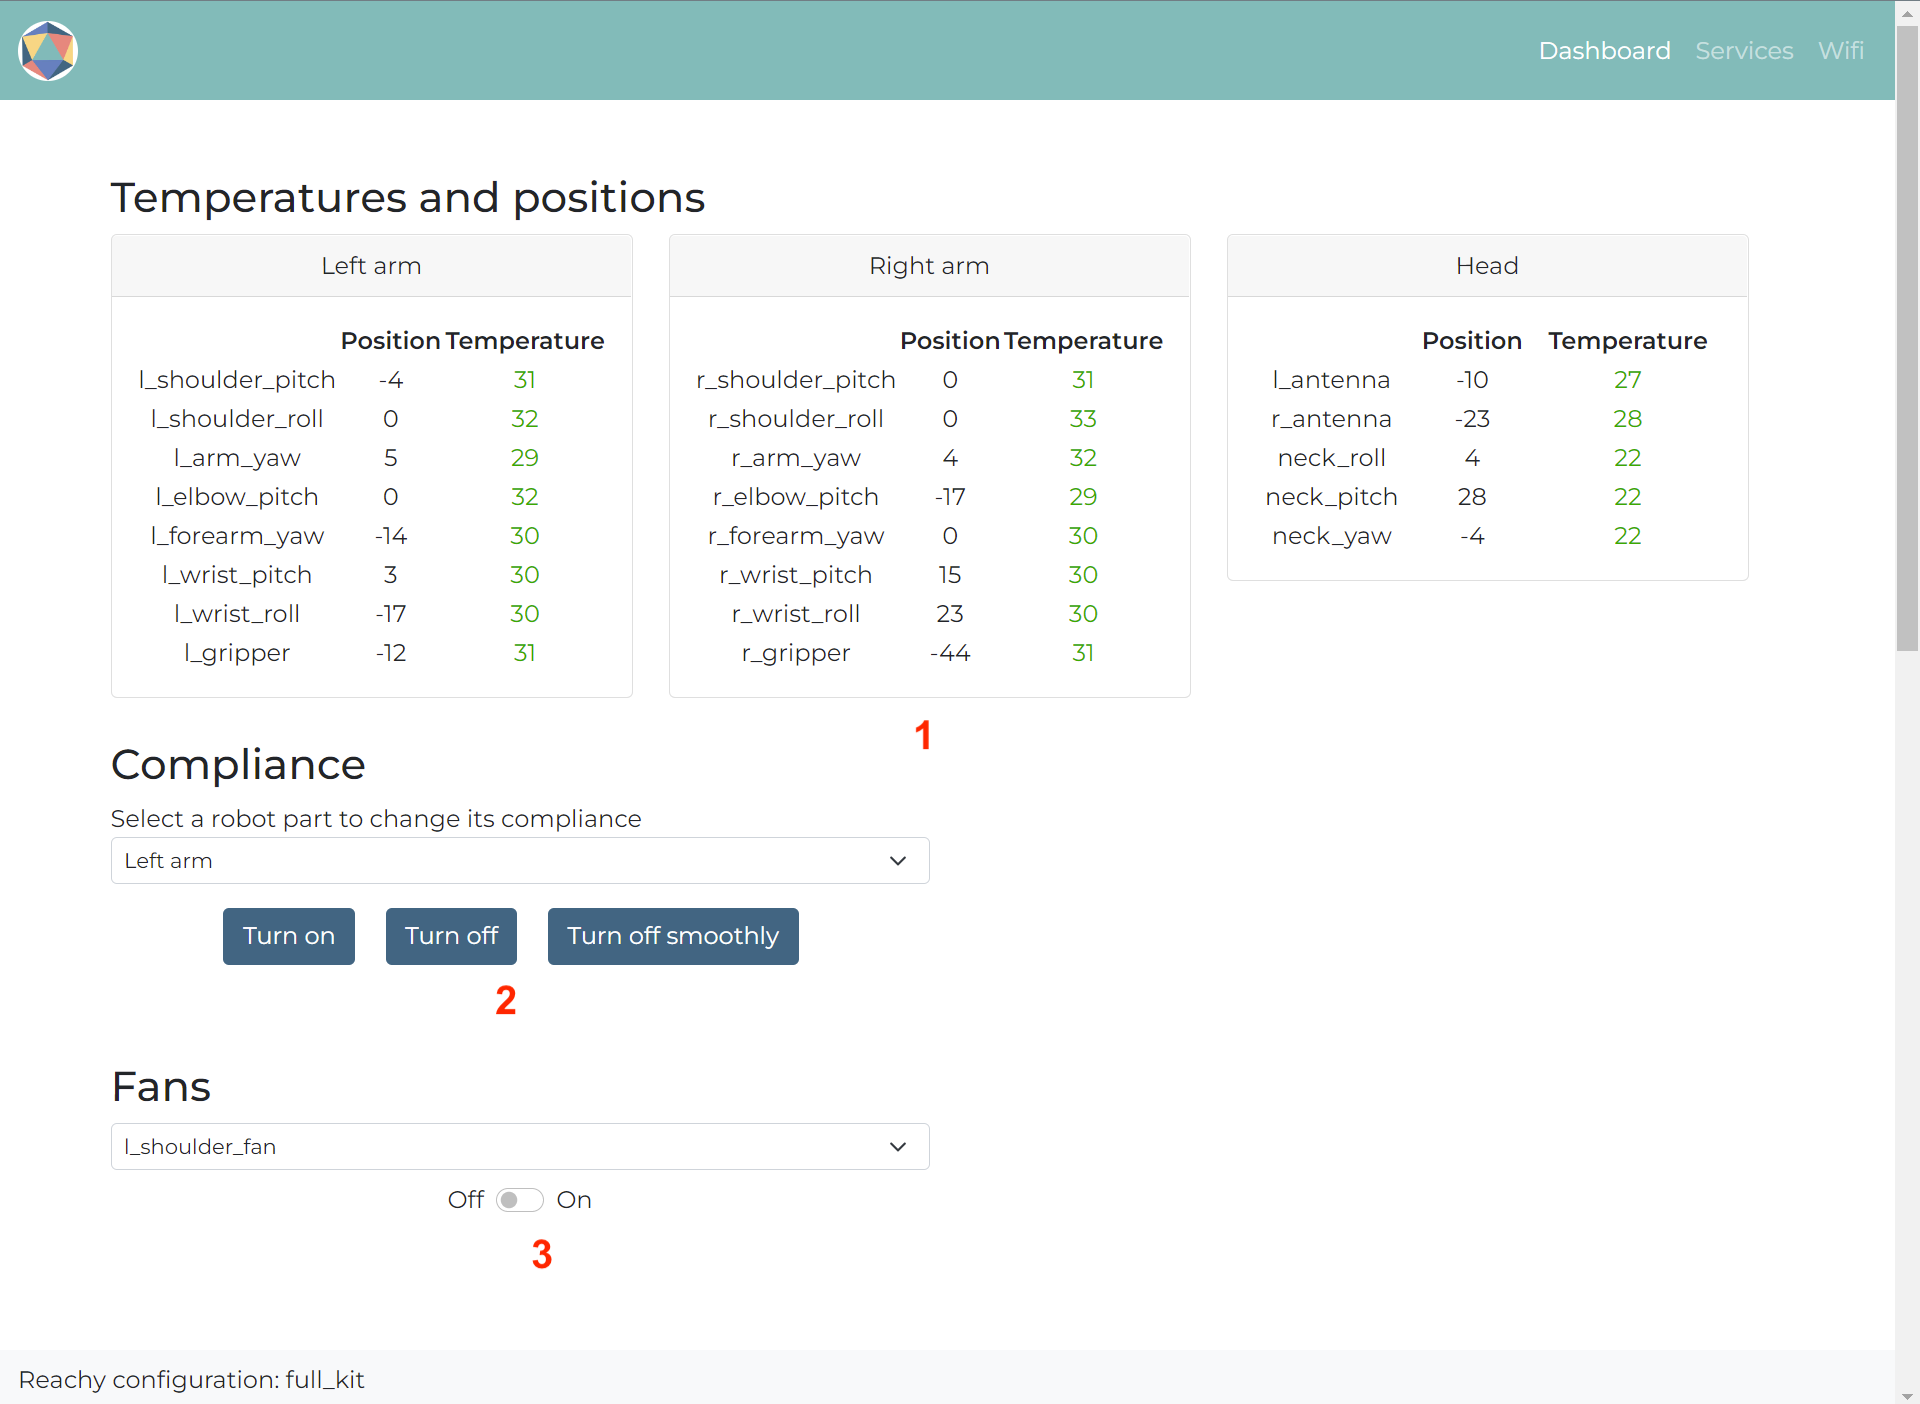 Dashboard Services Wifi
Temperatures and positions
Left arm
Position Temperature
l_shoulder_pitch -4 31
l_shoulder_roll 0 32
l_arm_yaw 5 29
l_elbow_pitch 0 32
l_forearm_yaw -14 30
l_wrist_pitch 3 30
l_wrist_roll -17 30
l_gripper -12 31
Right arm
Position Temperature
r_shoulder_pitch 0 31
r_shoulder_roll 0 33
r_arm_yaw 4 32
r_elbow_pitch -17 29
r_forearm_yaw 0 30
r_wrist_pitch 15 30
r_wrist_roll 23 30
r_gripper -44 31
Head
Position Temperature
l_antenna -10 27
r_antenna -23 28
neck_roll 4 22
neck_pitch 28 22
neck_yaw -4 22
1
Compliance
Select a robot part to change its compliance
Left arm
Turn on Turn off Turn off smoothly
2
Fans
l_shoulder_fan
Off On
3
Reachy configuration: full_kit